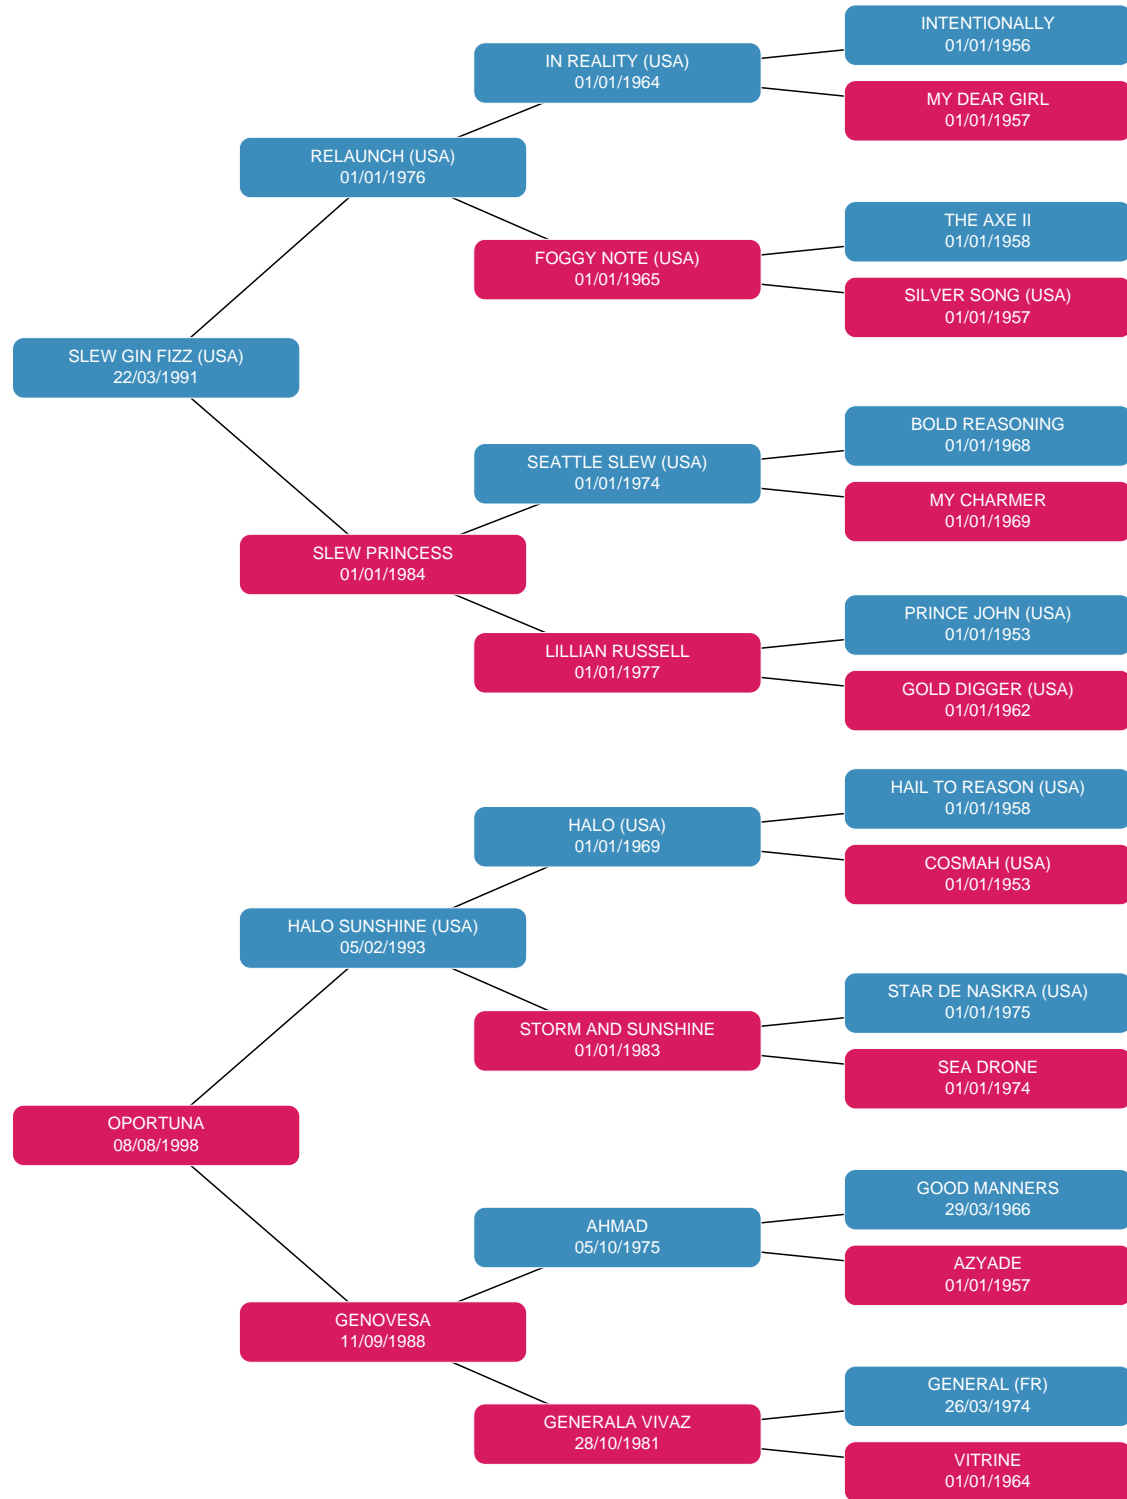 INTENTIONALLY
01/01/1956
IN REALITY (USA)
01/01/1964
MY DEAR GIRL
01/01/1957
RELAUNCH (USA)
01/01/1976
THE AXE II
01/01/1958
FOGGY NOTE (USA)
01/01/1965
SILVER SONG (USA)
01/01/1957
SLEW GIN FIZZ (USA)
22/03/1991
BOLD REASONING
01/01/1968
SEATTLE SLEW (USA)
01/01/1974
MY CHARMER
01/01/1969
SLEW PRINCESS
01/01/1984
PRINCE JOHN (USA)
01/01/1953
LILLIAN RUSSELL
01/01/1977
GOLD DIGGER (USA)
01/01/1962
HAIL TO REASON (USA)
01/01/1958
HALO (USA)
01/01/1969
COSMAH (USA)
01/01/1953
HALO SUNSHINE (USA)
05/02/1993
STAR DE NASKRA (USA)
01/01/1975
STORM AND SUNSHINE
01/01/1983
SEA DRONE
01/01/1974
OPORTUNA
08/08/1998
GOOD MANNERS
29/03/1966
AHMAD
05/10/1975
AZYADE
01/01/1957
GENOVESA
11/09/1988
GENERAL (FR)
26/03/1974
GENERALA VIVAZ
28/10/1981
VITRINE
01/01/1964